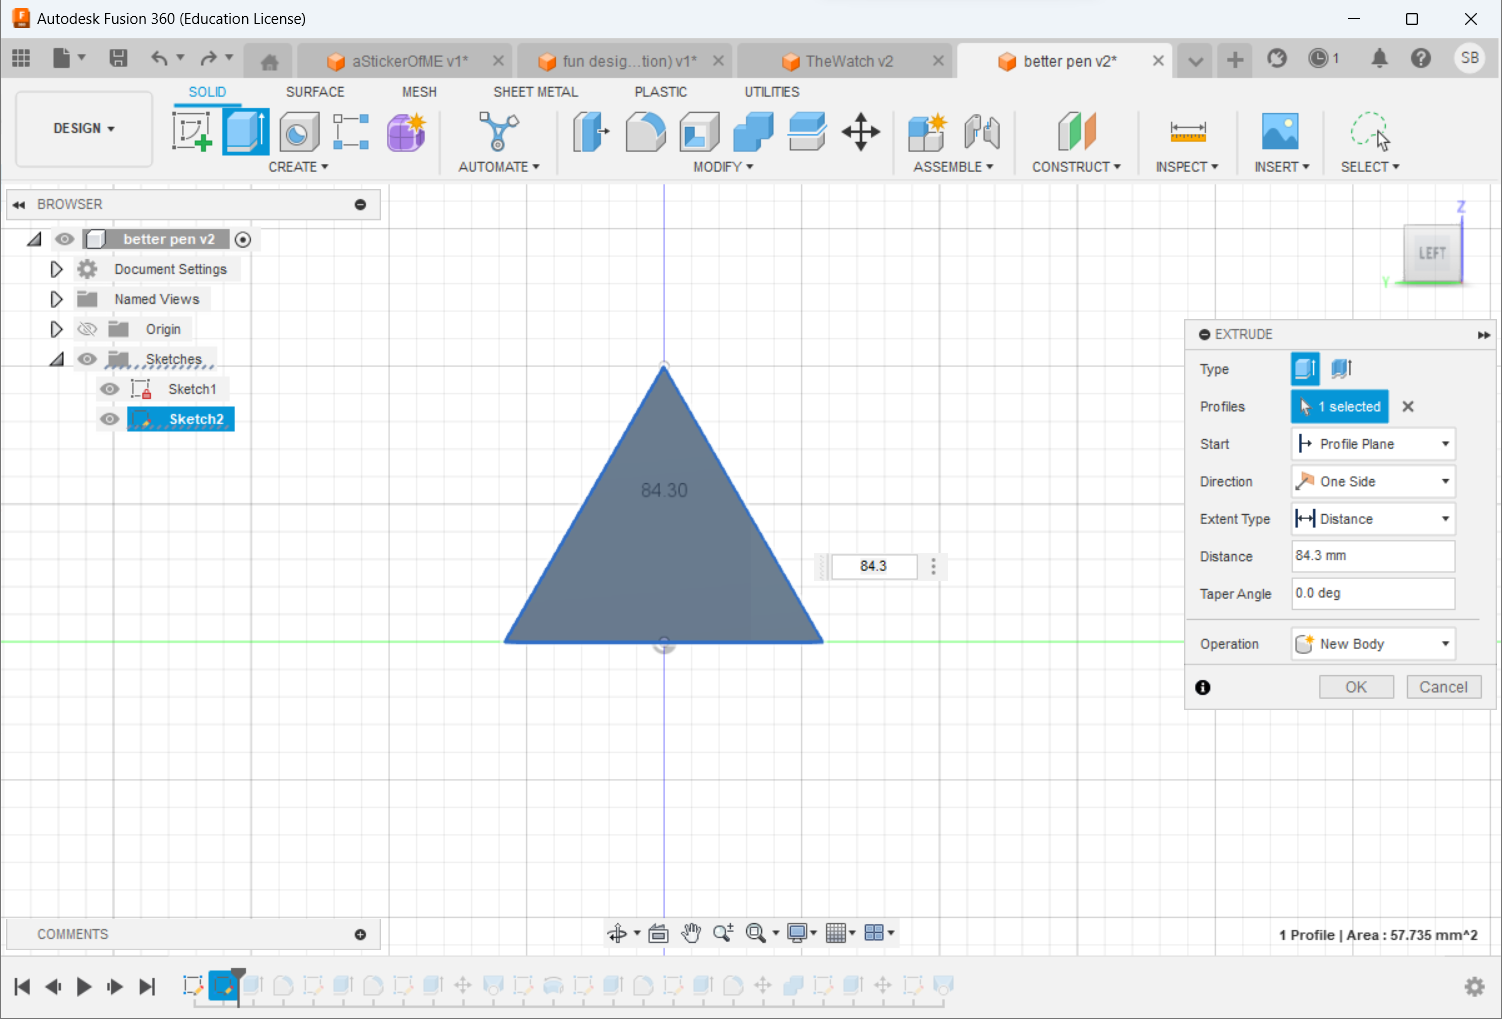 Autodesk Fusion 360 (Education License)
aStickerOfME v1*
fun desig...tion) v1*
TheWatch v2
better pen v2*
1
SB
SOLID
SURFACE
MESH
SHEET METAL
PLASTIC
UTILITIES
DESIGN
CREATE
AUTOMATE
MODIFY
ASSEMBLE
CONSTRUCT
INSPECT
INSERT
SELECT
BROWSER
better pen v2
Document Settings
Named Views
Origin
Sketches
Sketch1
Sketch2
Z
LEFT
Y
84.30
84.3
EXTRUDE
Type
Profiles 1 selected
Start Profile Plane
Direction One Side
Extent Type Distance
Distance 84.3 mm
Taper Angle 0.0 deg
Operation New Body
OK Cancel
COMMENTS
1 Profile | Area : 57.735 mm^2